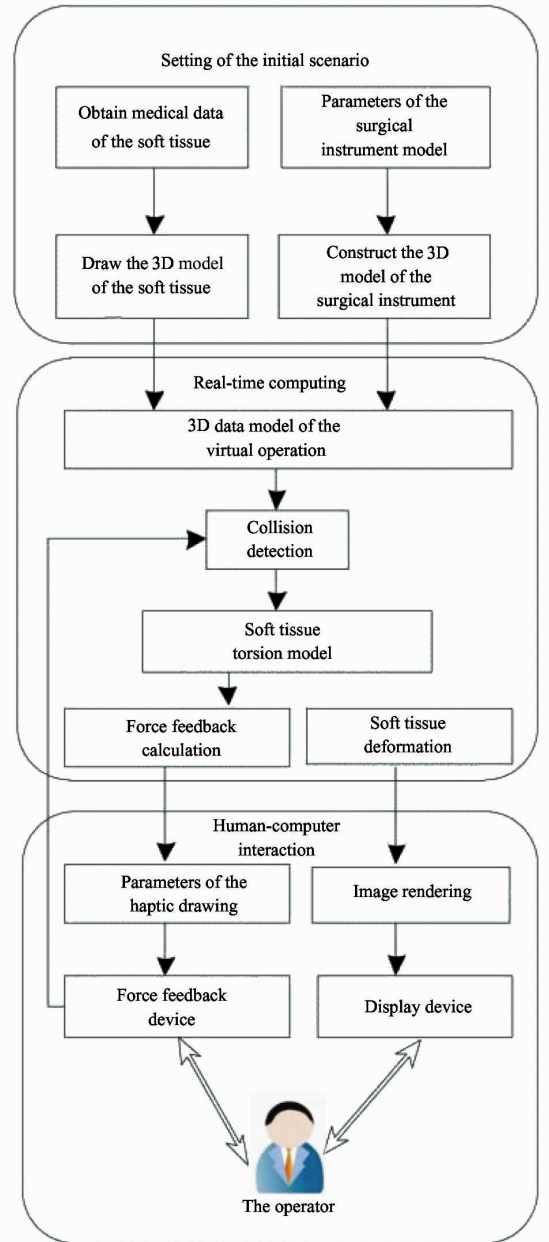 Setting of the initial scenario
Obtain medical data
of the soft tissue
Parameters of the
surgical
instrument model
Draw the 3D model
of the soft tissue
Construct the 3D
model of the
surgical instrument
Real-time computing
3D data model of the
virtual operation
Collision
detection
Soft tissue
torsion model
Force feedback
calculation
Soft tissue
deformation
Human-computer
interaction
Parameters of the
haptic drawing
Image rendering
Force feedback
device
Display device
The operator